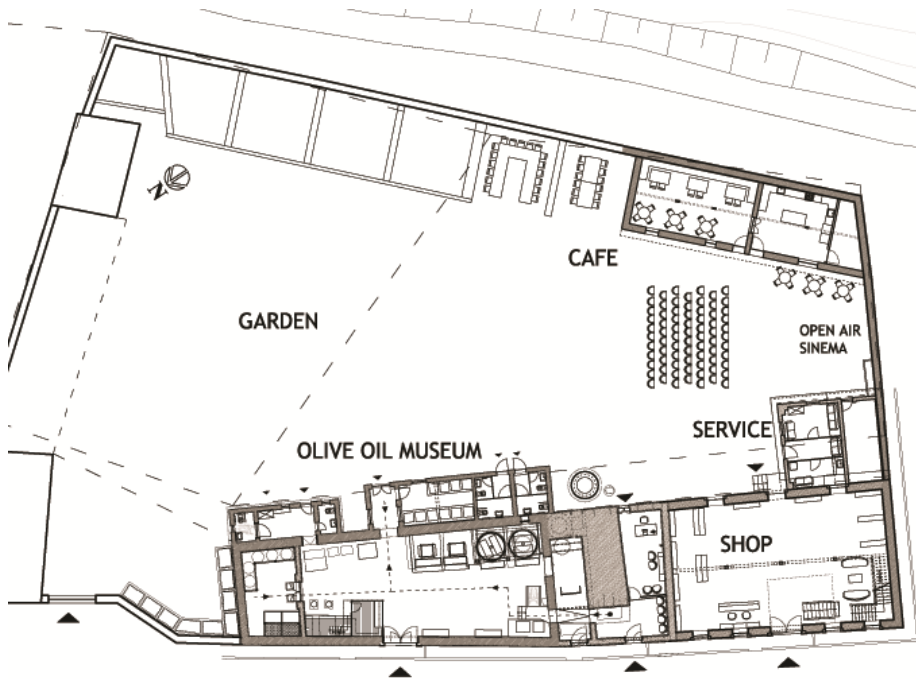 N
CAFE
GARDEN
OPEN AIR
SINEMA
SERVICE
OLIVE OIL MUSEUM
SHOP